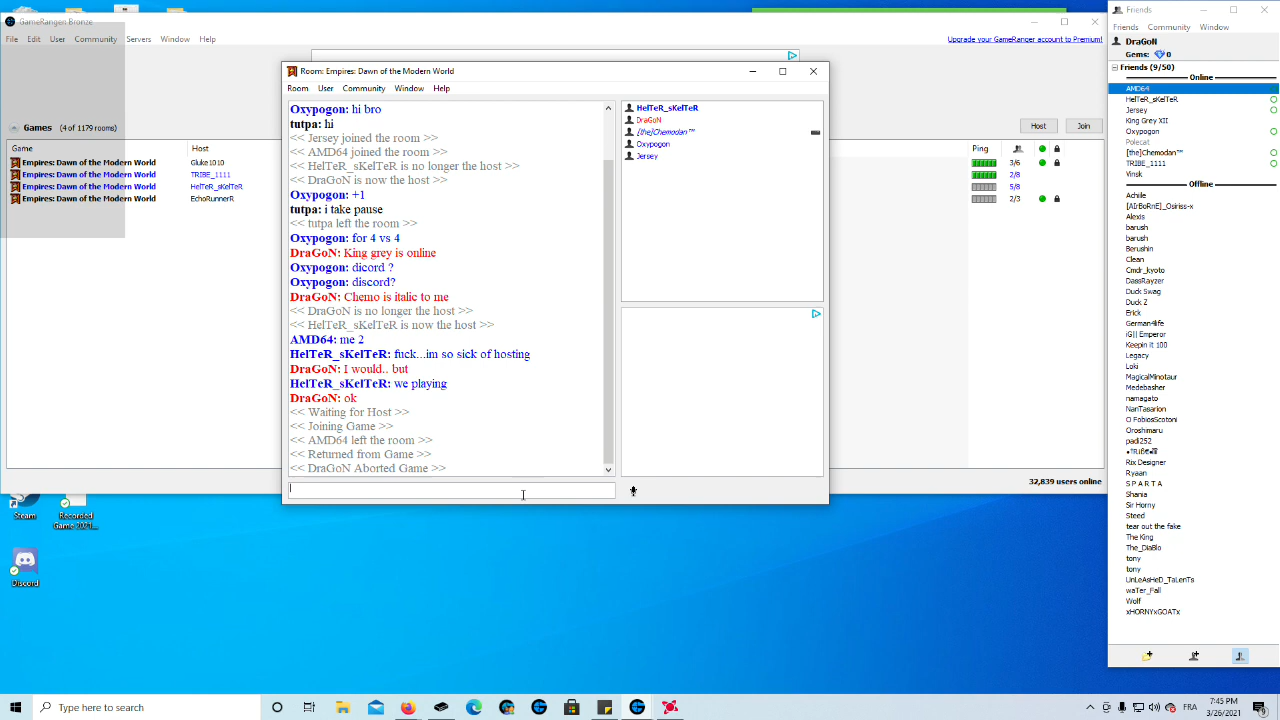 GameRanger Bronze
File Edit User Community Servers Window Help
Upgrade your GameRanger account to Premium!
Games (4 of 1179 rooms)
Host Join
Game Host Ping
Empires: Dawn of the Modern World Gluke1010 3/6
Empires: Dawn of the Modern World TRIBE_1111 2/8
Empires: Dawn of the Modern World HelTeR_sKelTeR 5/8
Empires: Dawn of the Modern World EchoRunnerR 2/3
32,839 users online
Room: Empires: Dawn of the Modern World
Room User Community Window Help
Oxypogon: hi bro
tutpa: hi
<< Jersey joined the room >>
<< AMD64 joined the room >>
<< HelTeR_sKelTeR is no longer the host >>
<< DraGoN is now the host >>
Oxypogon: +1
tutpa: i take pause
<< tutpa left the room >>
Oxypogon: for 4 vs 4
DraGoN: King grey is online
Oxypogon: dicord ?
Oxypogon: discord?
DraGoN: Chemo is italic to me
<< DraGoN is no longer the host >>
<< HelTeR_sKelTeR is now the host >>
AMD64: me 2
HelTeR_sKelTeR: fuck...im so sick of hosting
DraGoN: I would.. but
HelTeR_sKelTeR: we playing
DraGoN: ok
<< Waiting for Host >>
<< Joining Game >>
<< AMD64 left the room >>
<< Returned from Game >>
<< DraGoN Aborted Game >>
HelTeR_sKelTeR
DraGoN
[the]Chemodan™
Oxypogon
Jersey
Friends
Friends Community Window
DraGoN
Gems: 0
Friends (9/50)
Online
AMD64
HelTeR_sKelTeR
Jersey
King Grey XII
Oxypogon
Polecat
[the]Chemodan™
TRIBE_1111
Vinsk
Offline
Achiile
[AIrBoRnE]_Osiriss-x
Alexis
barush
barush
Berushin
Clean
Cmdr_kyoto
DassRayzer
Duck Swag
Duck Z
Erick
German4life
iG|| Emperor
Keepin it 100
Legacy
Loki
MagicalMinotaur
Medebasher
namagato
NanTasarion
O FobiosScotoni
Oroshimaru
padi252
Rix Designer
Ryaan
S P A R T A
Shania
Sir Horny
Steed
tear out the fake
The King
The_DiaBlo
tony
tony
UnLeAsHeD_TaLenTs
waTer_Fall
Wolf
xHORNYxGOATx
Steam
Recorded
Game 2021...
Discord
Type here to search
FRA
7:45 PM
3/26/2021
9